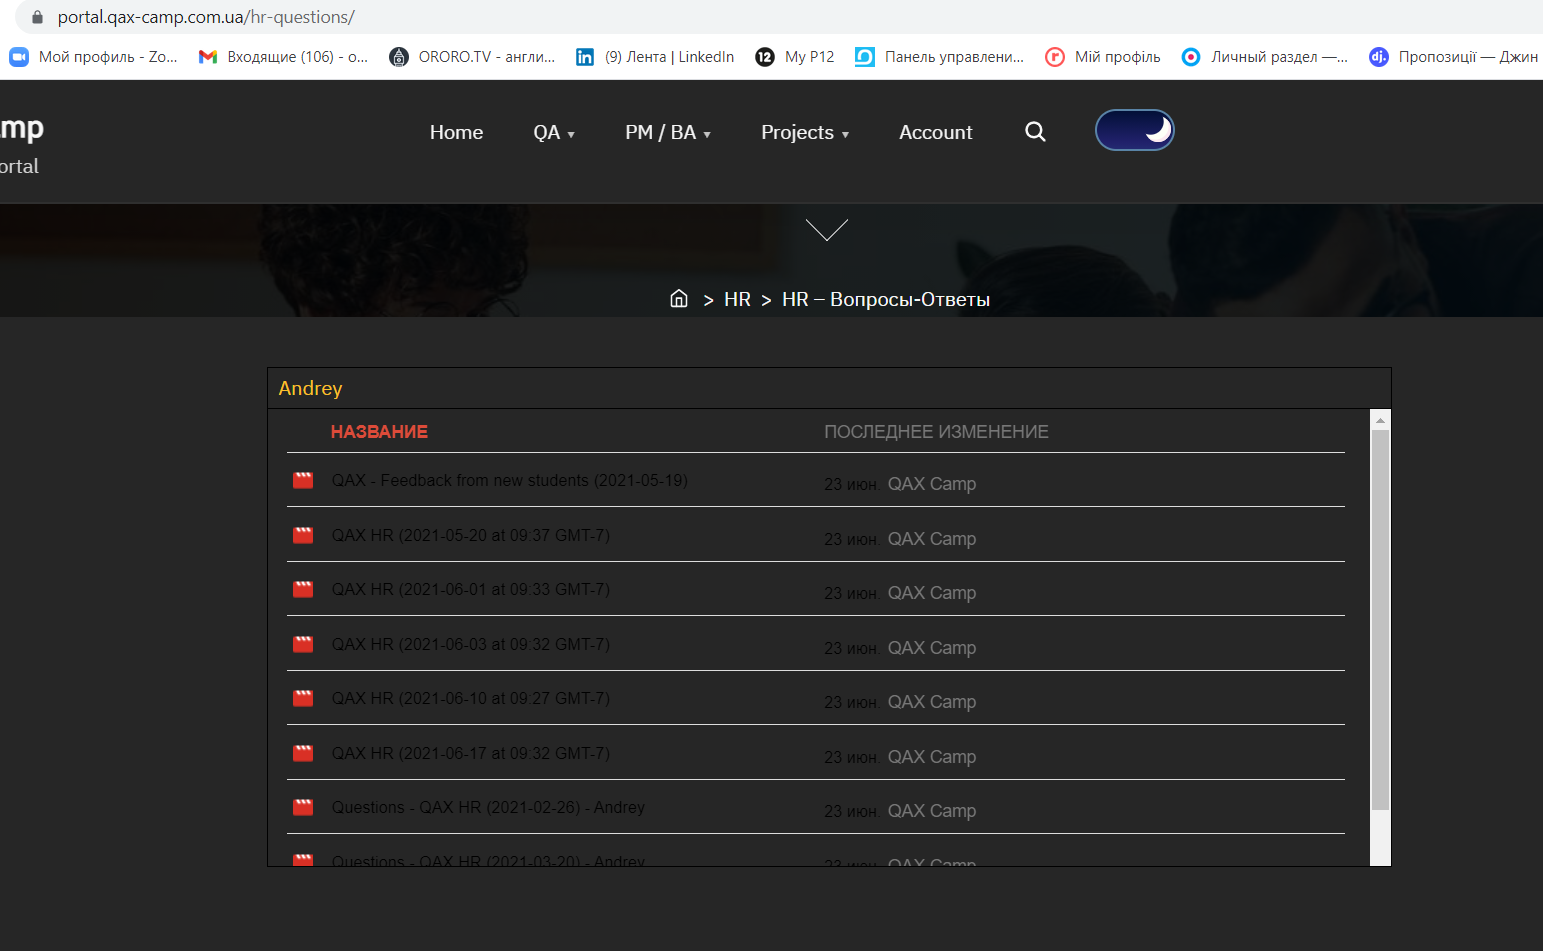 portal.qax-camp.com.ua/hr-questions/
Мой профиль - Zo... Входящие (106) - o... ORORO.TV - англи... (9) Лента | LinkedIn 12 My P12 Панель управлени... r Мій профіль Личный раздел —... dj. Пропозиції — Джин
mp
Home QA ▾ PM / BA ▾ Projects ▾ Account
ortal
> HR > HR – Вопросы-Ответы
Andrey
НАЗВАНИЕ ПОСЛЕДНЕЕ ИЗМЕНЕНИЕ
QAX - Feedback from new students (2021-05-19) 23 июн. QAX Camp
QAX HR (2021-05-20 at 09:37 GMT-7) 23 июн. QAX Camp
QAX HR (2021-06-01 at 09:33 GMT-7) 23 июн. QAX Camp
QAX HR (2021-06-03 at 09:32 GMT-7) 23 июн. QAX Camp
QAX HR (2021-06-10 at 09:27 GMT-7) 23 июн. QAX Camp
QAX HR (2021-06-17 at 09:32 GMT-7) 23 июн. QAX Camp
Questions - QAX HR (2021-02-26) - Andrey 23 июн. QAX Camp
Questions - QAX HR (2021-03-20) - Andrey 23 июн. QAX Camp